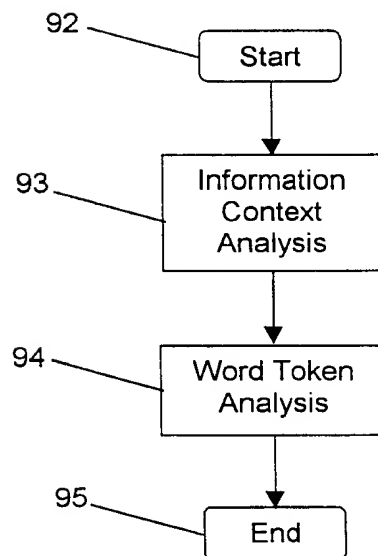 92
Start
93
Information
Context
Analysis
94
Word Token
Analysis
95
End